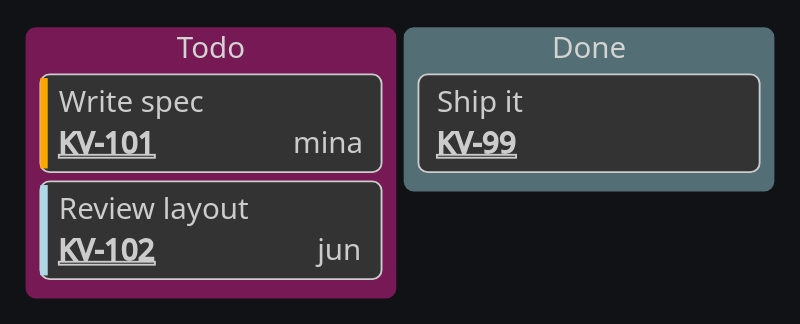 Todo
Write spec
KV-101 mina
Review layout
KV-102 jun
Done
Ship it
KV-99